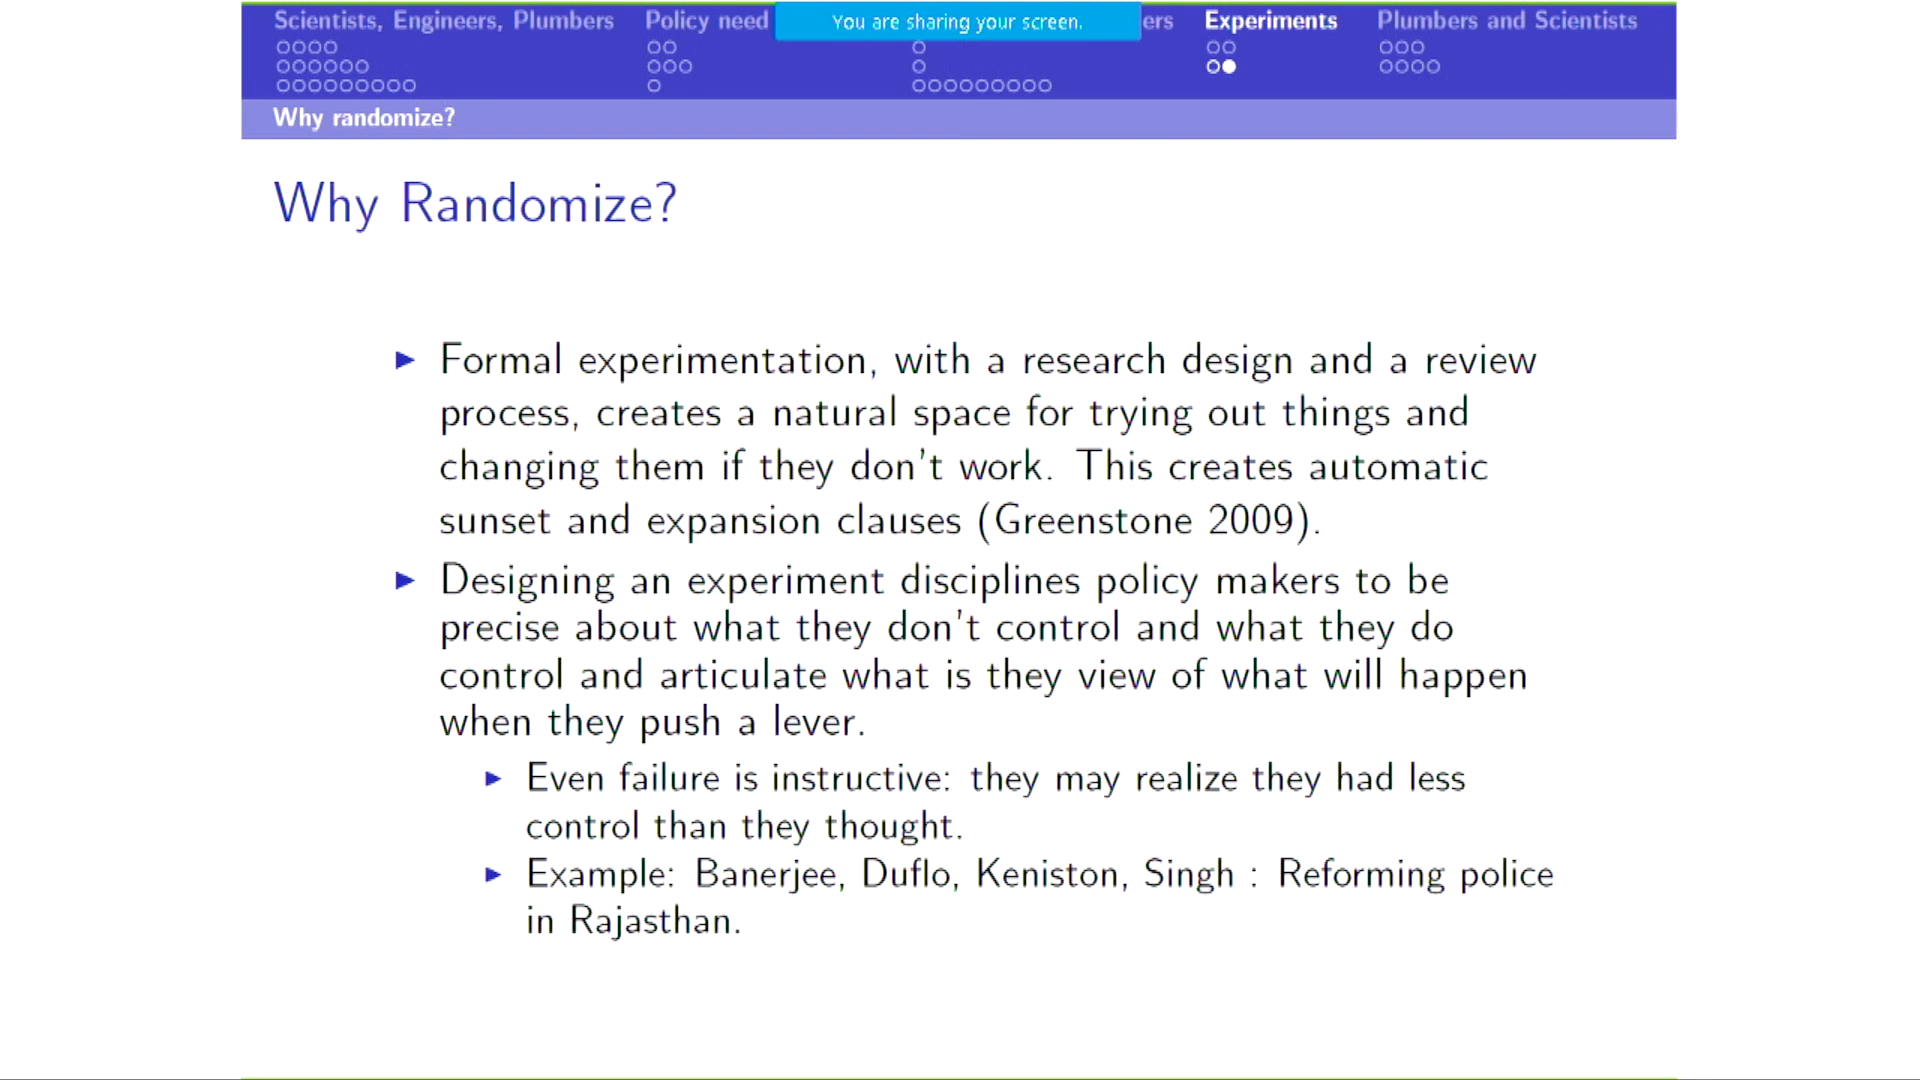 Scientists, Engineers, Plumbers Policy need You are sharing your screen. ers Experiments Plumbers and Scientists
Why randomize?
Why Randomize?
Formal experimentation, with a research design and a review
process, creates a natural space for trying out things and
changing them if they don't work. This creates automatic
sunset and expansion clauses (Greenstone 2009).
Designing an experiment disciplines policy makers to be
precise about what they don't control and what they do
control and articulate what is they view of what will happen
when they push a lever.
Even failure is instructive: they may realize they had less
control than they thought.
Example: Banerjee, Duflo, Keniston, Singh : Reforming police
in Rajasthan.